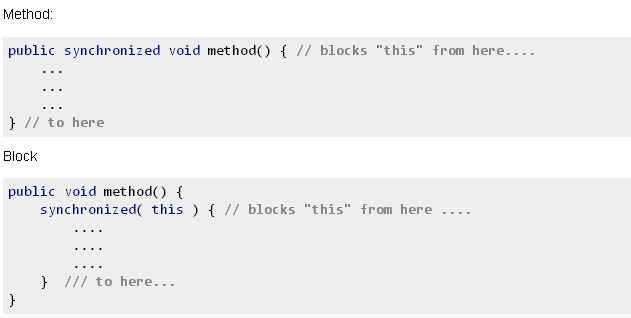 Method:
public synchronized void method() { // blocks "this" from here....
    ...
    ...
    ...
} // to here
Block
public void method() {
    synchronized( this ) { // blocks "this" from here ....
        ....
        ....
        ....
    }  /// to here...
}